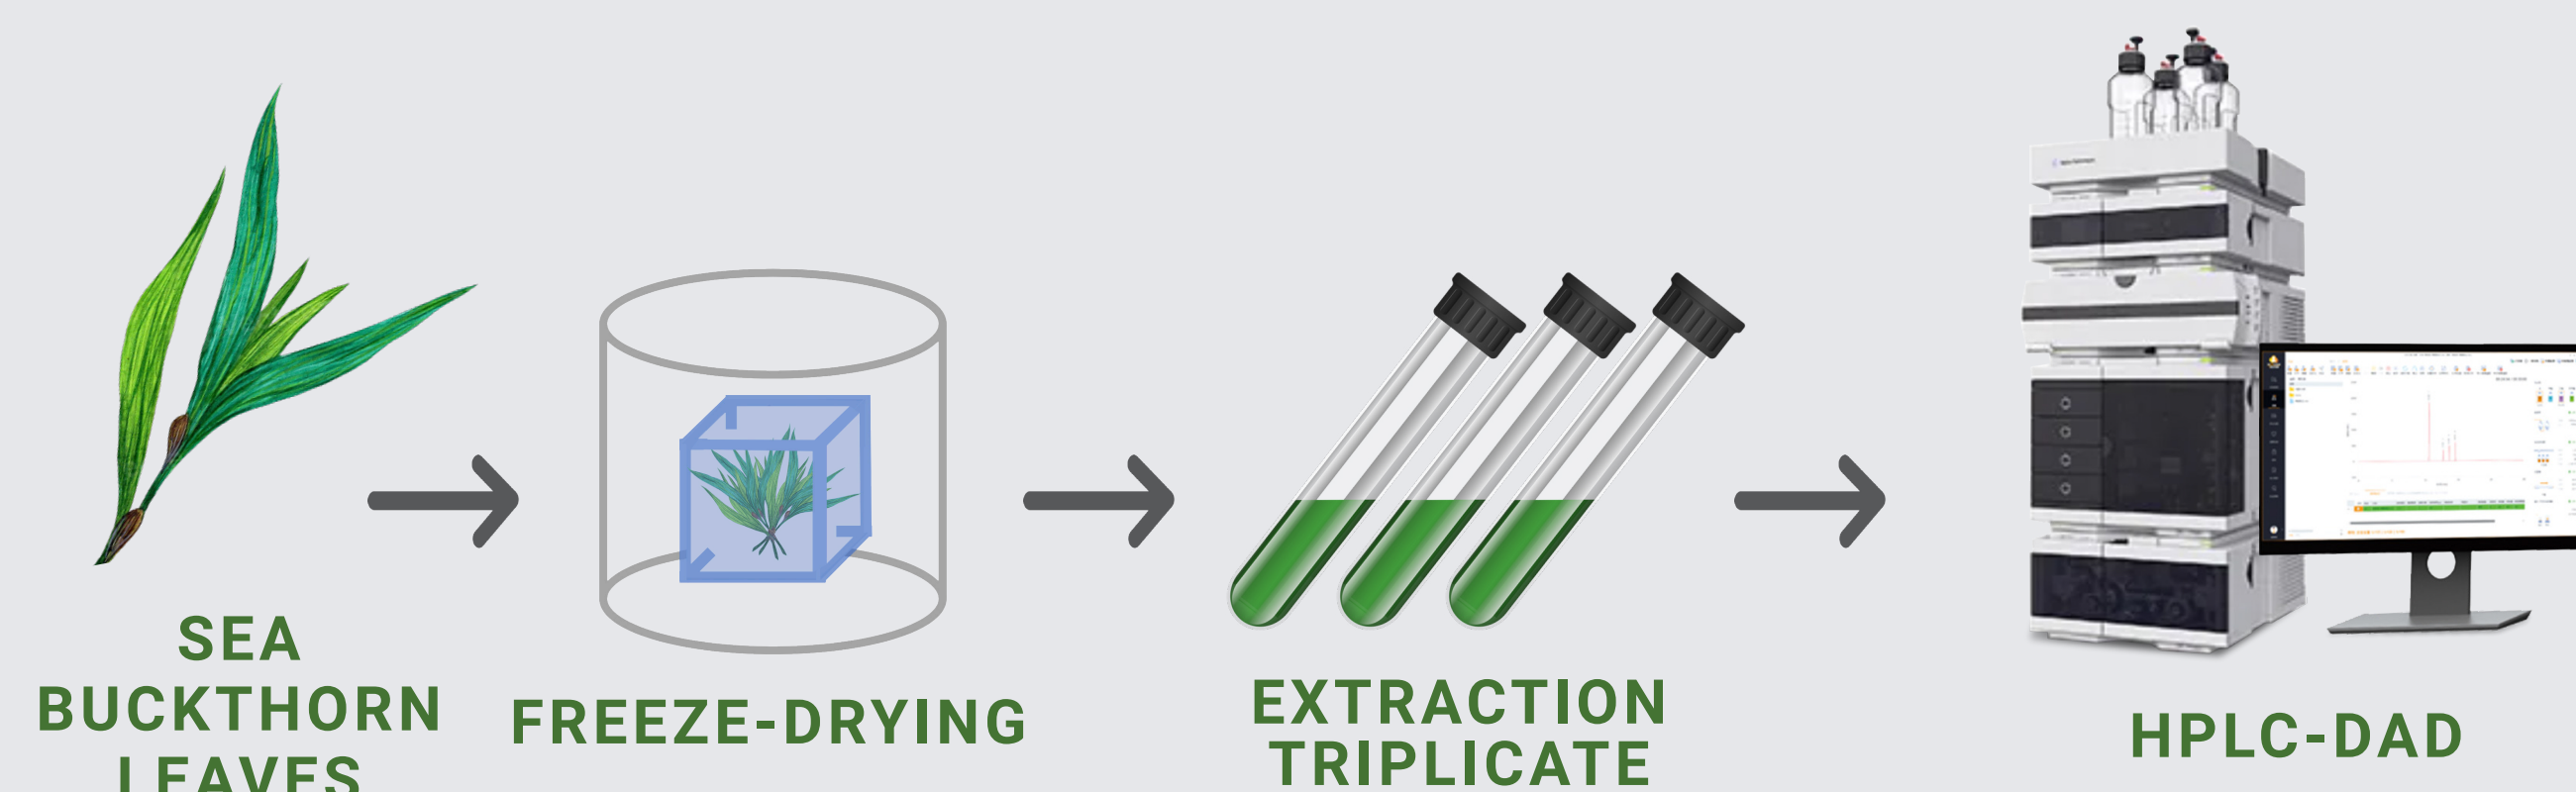 SEA
BUCKTHORN
LEAVES
FREEZE-DRYING
EXTRACTION
TRIPLICATE
HPLC-DAD